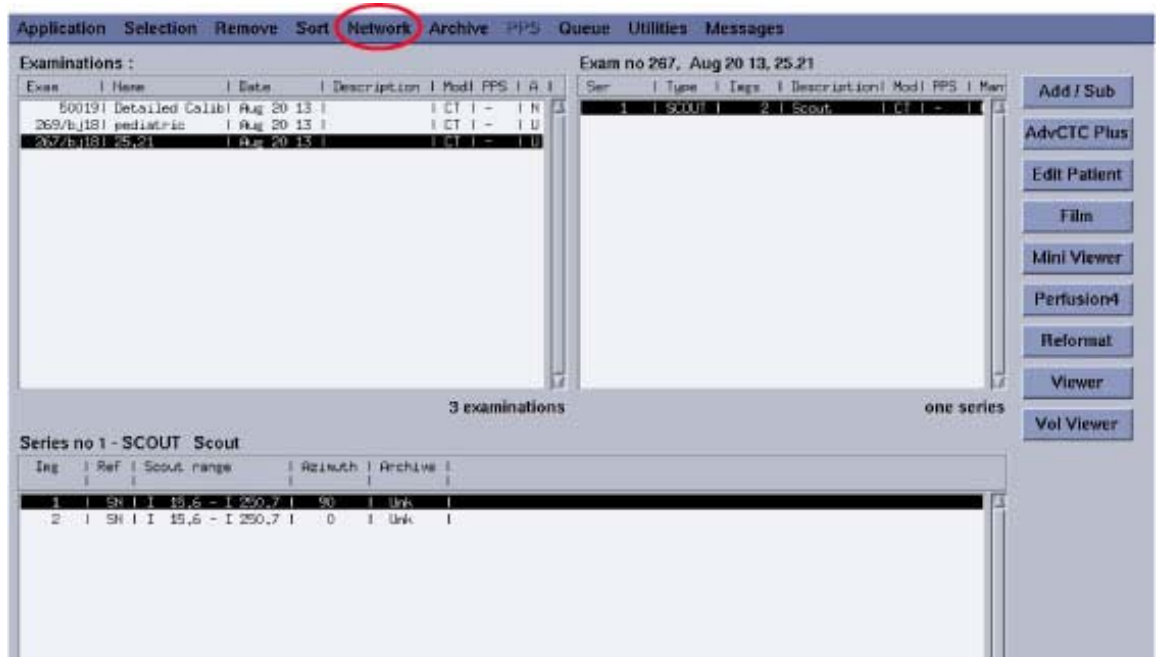 Application Selection Remove Sort Network Archive PPS Queue Utilities Messages
Examinations :
Exam | Name | Date | Description | Mod| PPS | A |
50019| Detailed Calib| Aug 20 13 | | CT | - | N
269/bj18| pediatric | Aug 20 13 | | CT | - | U
267/bj18| 25,21 | Aug 20 13 | | CT | - | U
3 examinations
Exam no 267, Aug 20 13, 25.21
Ser | Type | Imgs | Description| Mod| PPS | Man
1 | SCOUT | 2 | Scout | CT | - |
one series
Add / Sub
AdvCTC Plus
Edit Patient
Film
Mini Viewer
Perfusion4
Reformat
Viewer
Vol Viewer
Series no 1 - SCOUT Scout
Img | Ref | Scout range | Azimuth | Archive |
1 | SN | I 15,6 - I 250,7 | 90 | Unk |
2 | SN | I 15,6 - I 250,7 | 0 | Unk |